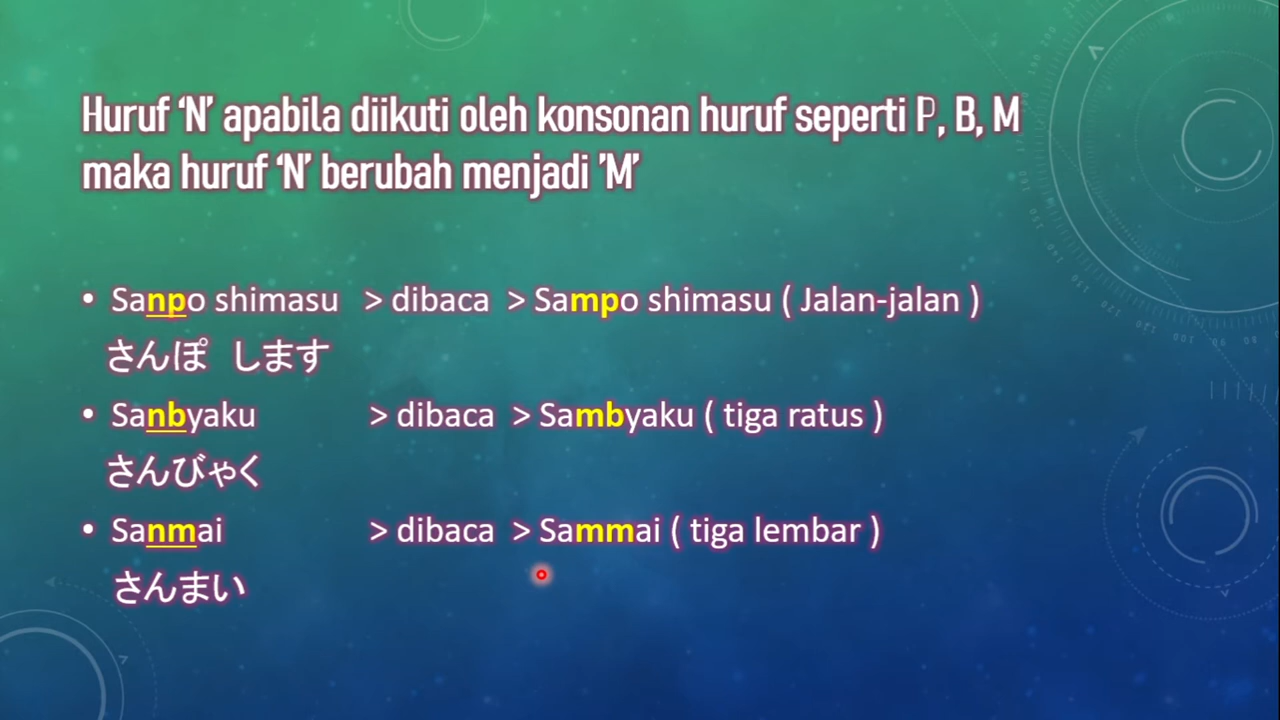 Huruf ‘N’ apabila diikuti oleh konsonan huruf seperti P, B, M
maka huruf ‘N’ berubah menjadi ’M’
• Sanpo shimasu > dibaca > Sampo shimasu ( Jalan-jalan )
さんぽ します
• Sanbyaku > dibaca > Sambyaku ( tiga ratus )
さんびゃく
• Sanmai > dibaca > Sammai ( tiga lembar )
さんまい